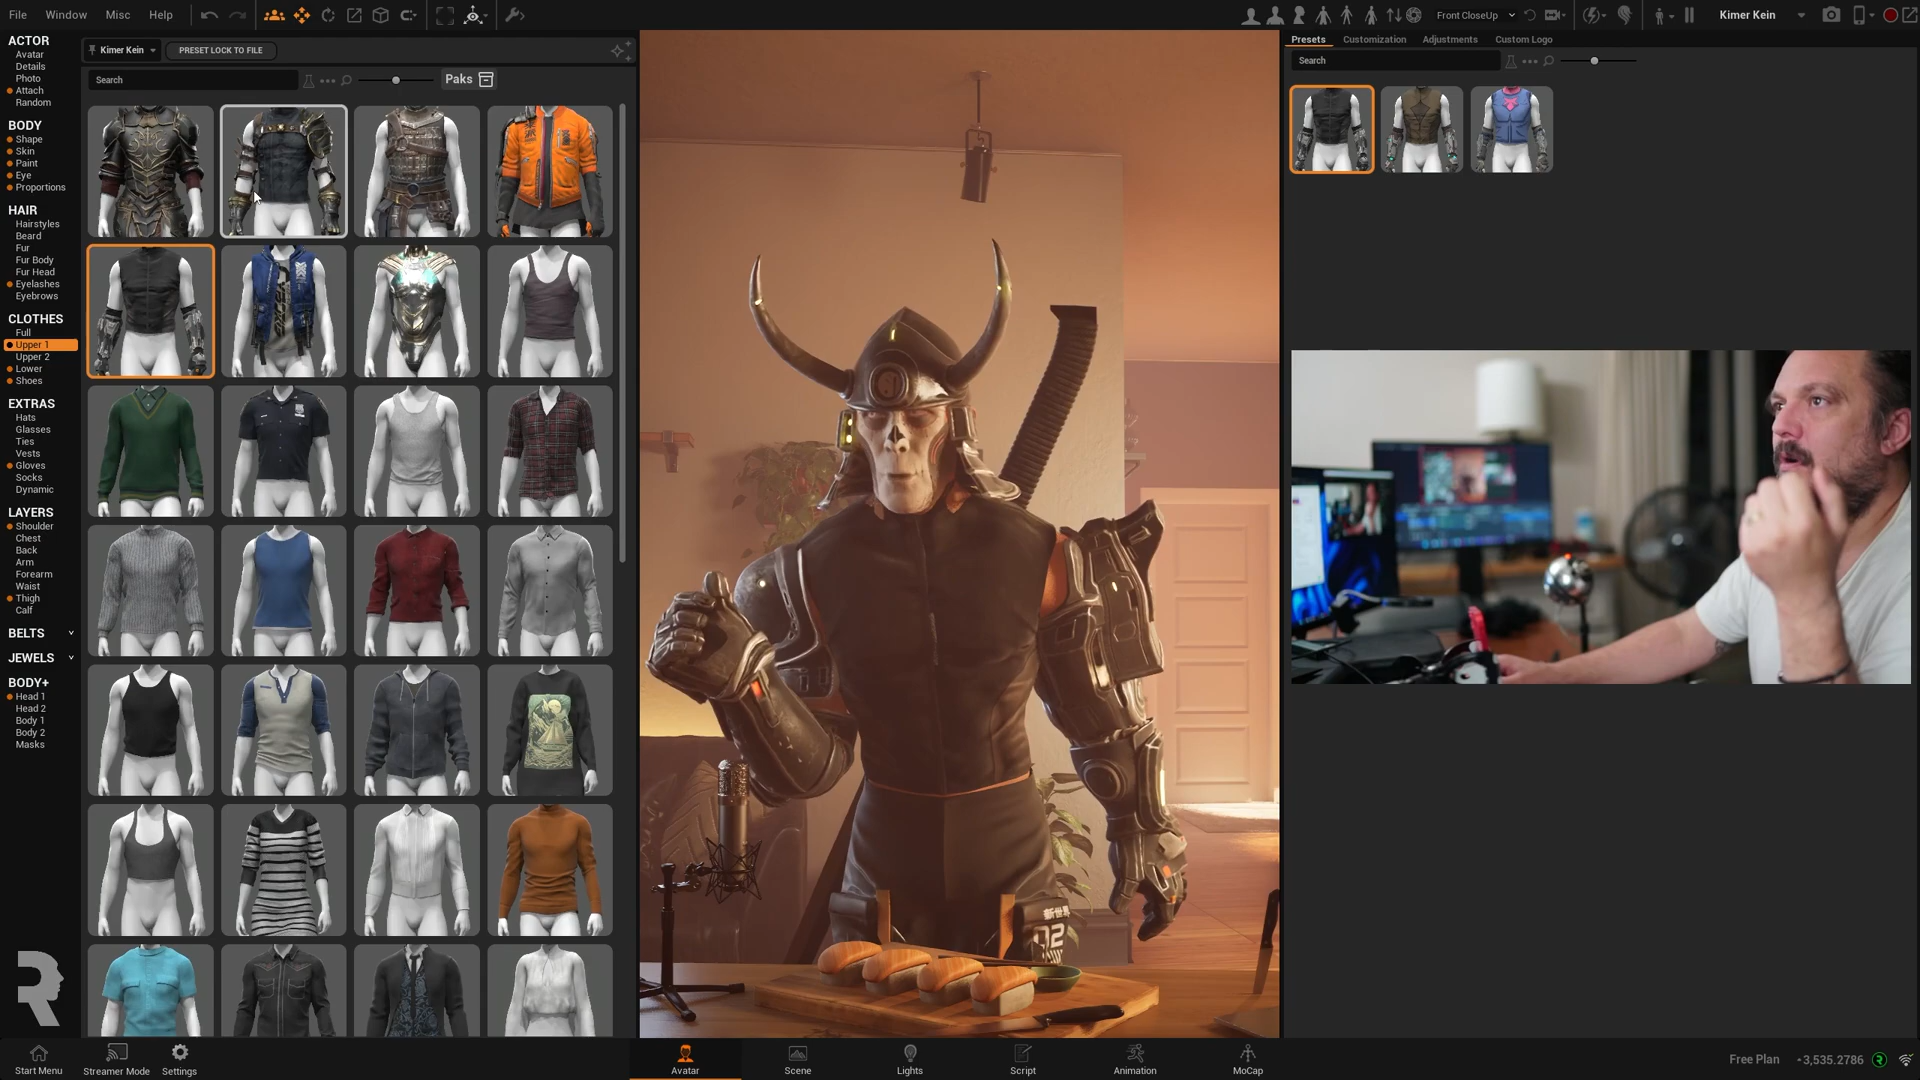 File Window Misc Help
Front CloseUp
Kimer Kein
ACTOR
Avatar
Details
Photo
Attach
Random
BODY
Shape
Skin
Paint
Eye
Proportions
HAIR
Hairstyles
Beard
Fur
Fur Body
Fur Head
Eyelashes
Eyebrows
CLOTHES
Full
Upper 1
Upper 2
Lower
Shoes
EXTRAS
Hats
Glasses
Ties
Vests
Gloves
Socks
Dynamic
LAYERS
Shoulder
Chest
Back
Arm
Forearm
Waist
Thigh
Calf
BELTS
JEWELS
BODY+
Head 1
Head 2
Body 1
Body 2
Masks
Kimer Kein
PRESET LOCK TO FILE
Search
Paks
新世界
02
Presets Customization Adjustments Custom Logo
Search
Start Menu
Streamer Mode
Settings
Avatar
Scene
Lights
Script
Animation
MoCap
Free Plan
3,535.2786